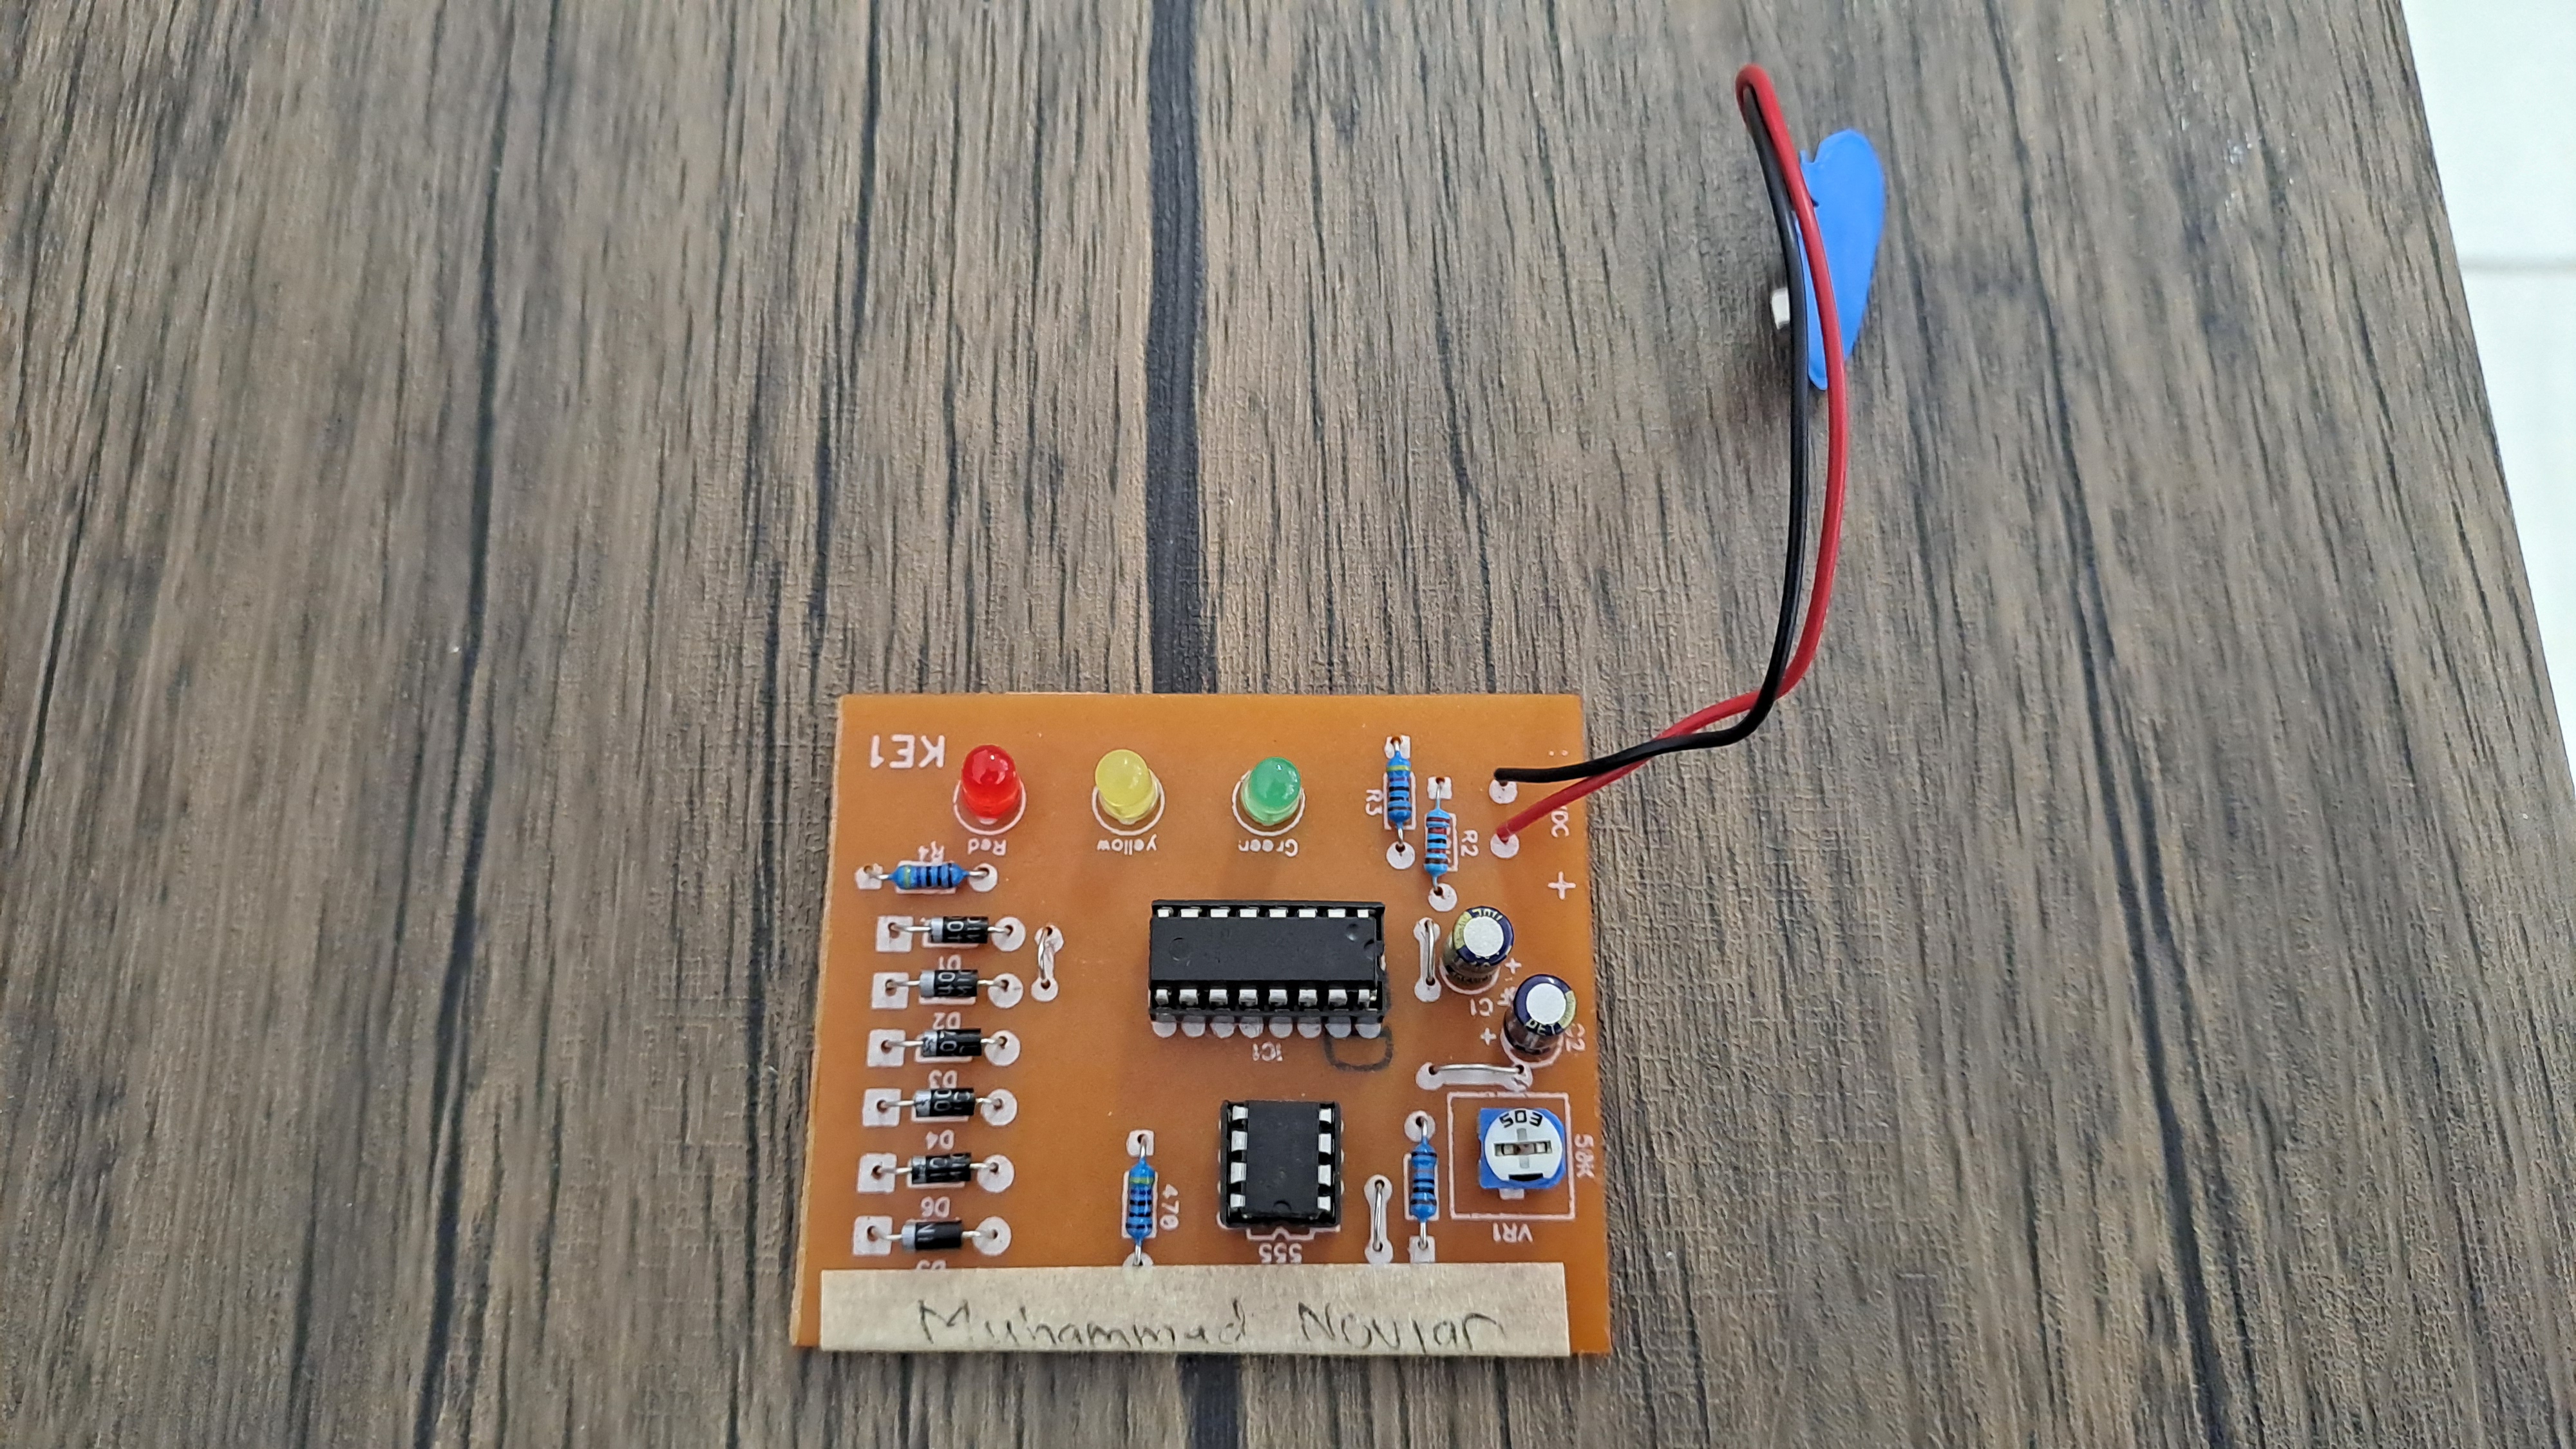 Muhammad Naufan
D6
D4
D3
D2
D1
R4
KE1
Red
yellow
Green
470
555
IC1
R3
R2
VR1
503
50K
C1
C2
+
+
+